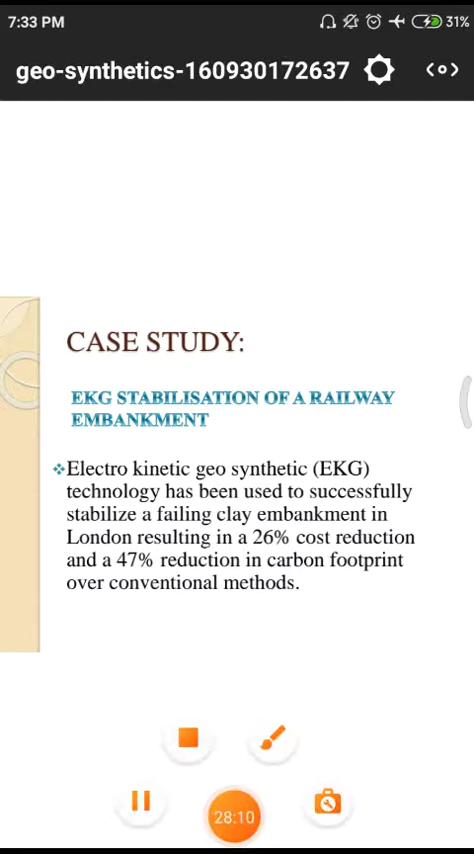 7:33 PM
31%
geo-synthetics-160930172637
CASE STUDY:
EKG STABILISATION OF A RAILWAY
EMBANKMENT
❖Electro kinetic geo synthetic (EKG)
technology has been used to successfully
stabilize a failing clay embankment in
London resulting in a 26% cost reduction
and a 47% reduction in carbon footprint
over conventional methods.
28:10